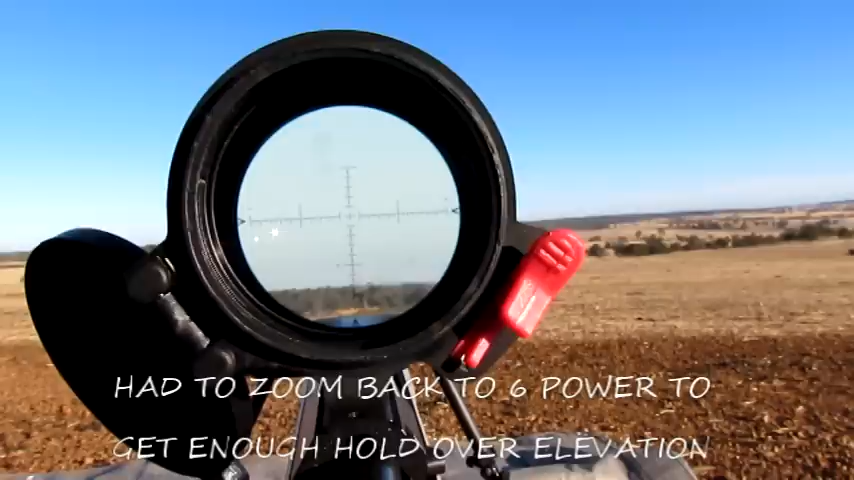 HAD TO ZOOM BACK TO 6 POWER TO
GET ENOUGH HOLD OVER ELEVATION